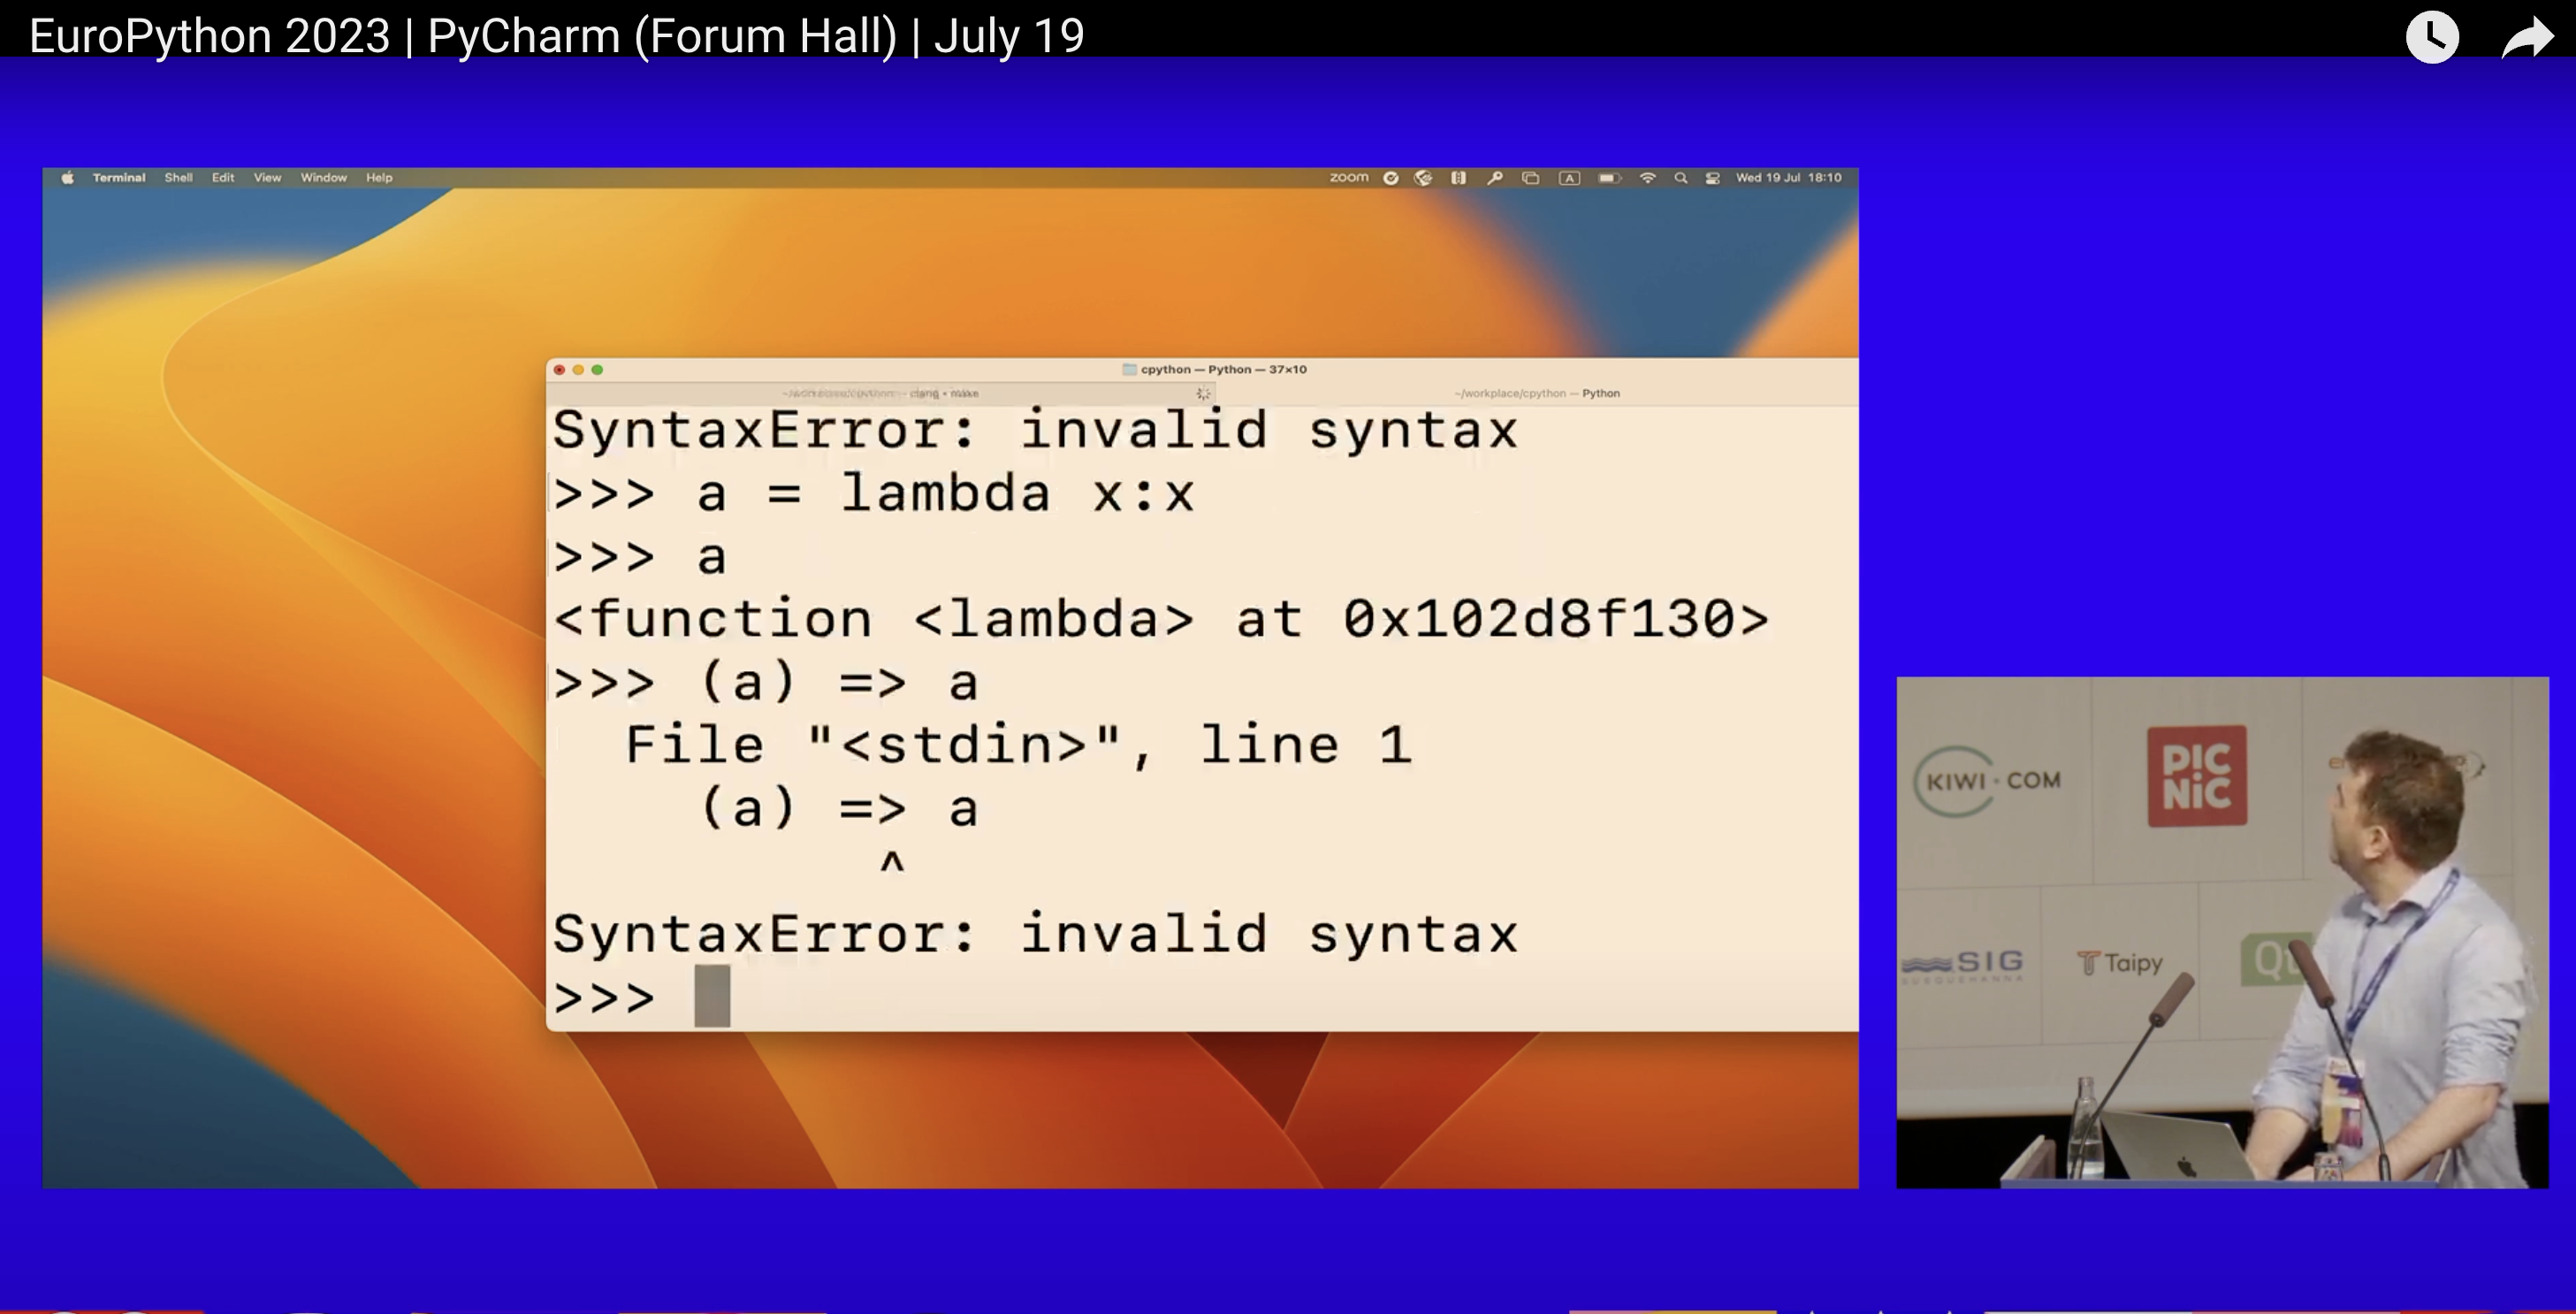 EuroPython 2023 | PyCharm (Forum Hall) | July 19
Terminal Shell Edit View Window Help
zoom A Wed 19 Jul 18:10
cpython — Python — 37×10
clang • make
~/workplace/cpython — Python
SyntaxError: invalid syntax
>>> a = lambda x:x
>>> a
<function <lambda> at 0x102d8f130>
>>> (a) => a
  File "<stdin>", line 1
    (a) => a
         ^
SyntaxError: invalid syntax
>>>
KIWI·COM
PIC
NiC
SIG
SUSQUEHANNA
Taipy
Qt